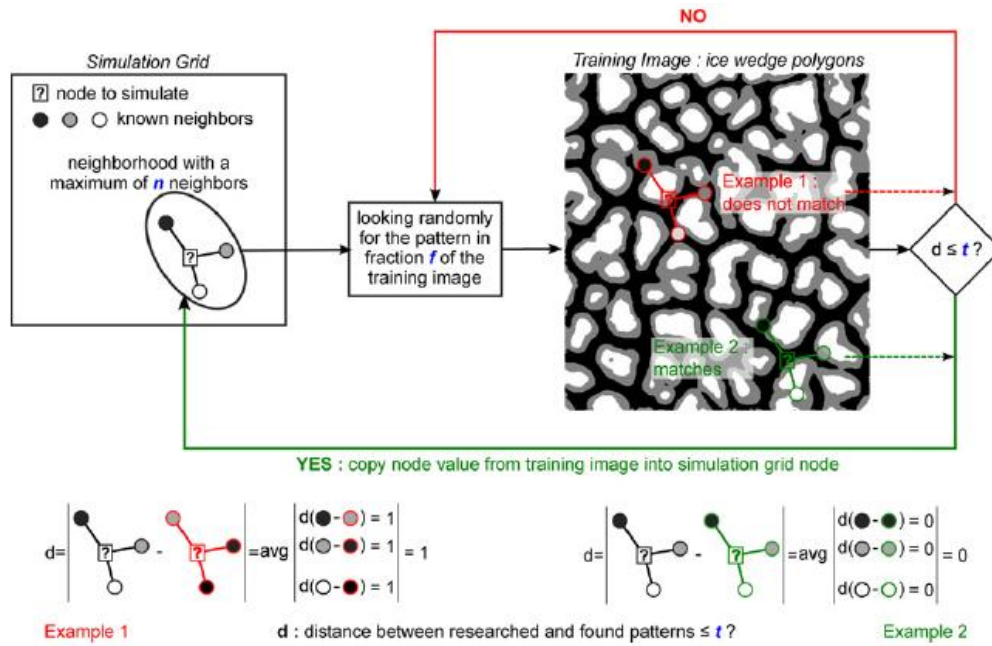 NO
Simulation Grid
Training Image : ice wedge polygons
? node to simulate
known neighbors
neighborhood with a
maximum of n neighbors
?
looking randomly
for the pattern in
fraction f of the
training image
?
Example 1 :
does not match
d ≤ t ?
Example 2 :
matches
?
YES : copy node value from training image into simulation grid node
d= ? - ? =avg
d( - ) = 1
d( - ) = 1
d( - ) = 1
= 1
d= ? - ? =avg
d( - ) = 0
d( - ) = 0
d( - ) = 0
= 0
Example 1
d : distance between researched and found patterns ≤ t ?
Example 2